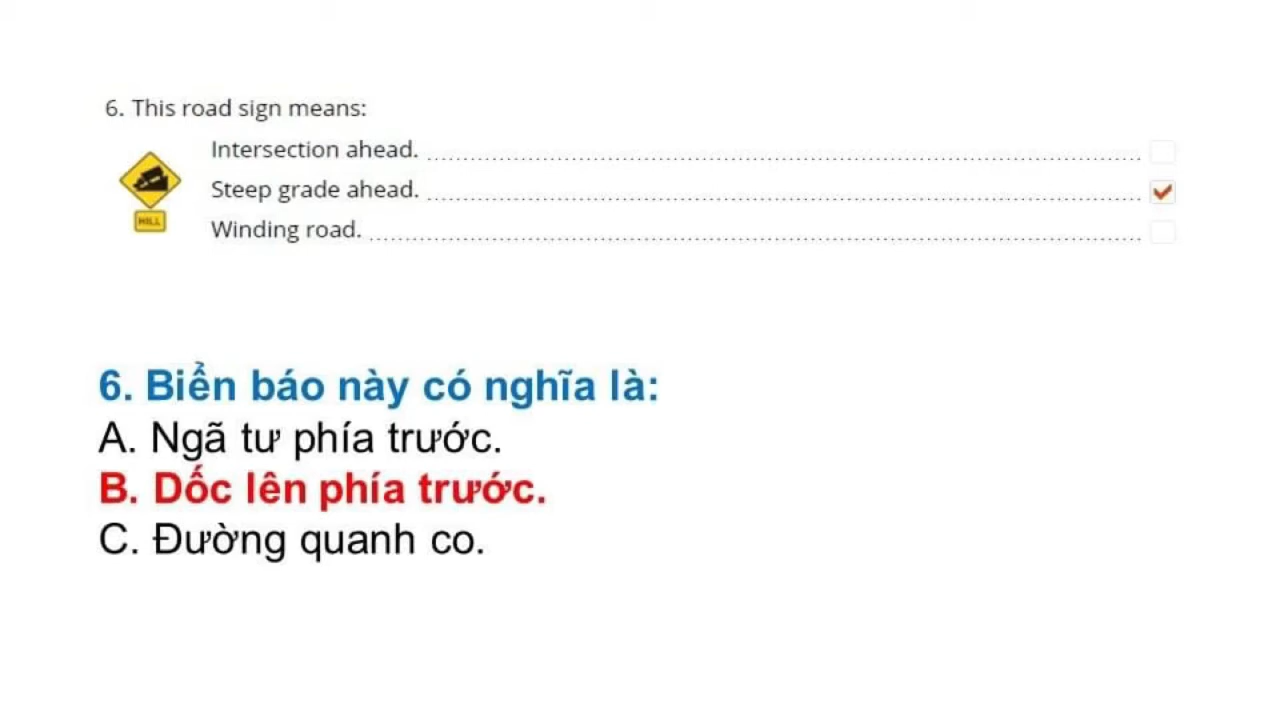 6. This road sign means:
Intersection ahead.
Steep grade ahead.
HILL
Winding road.
6. Biển báo này có nghĩa là:
A. Ngã tư phía trước.
B. Dốc lên phía trước.
C. Đường quanh co.